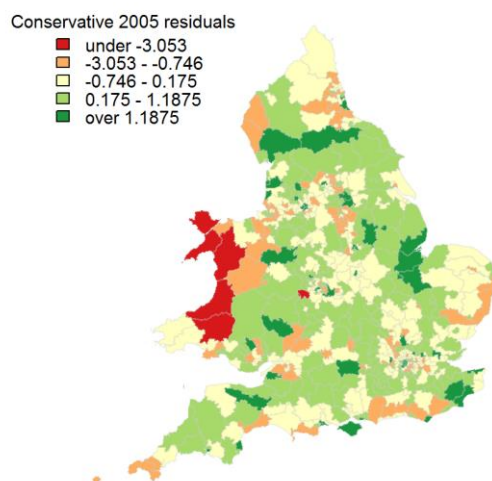 Conservative 2005 residuals
under -3.053
-3.053 - -0.746
-0.746 - 0.175
0.175 - 1.1875
over 1.1875